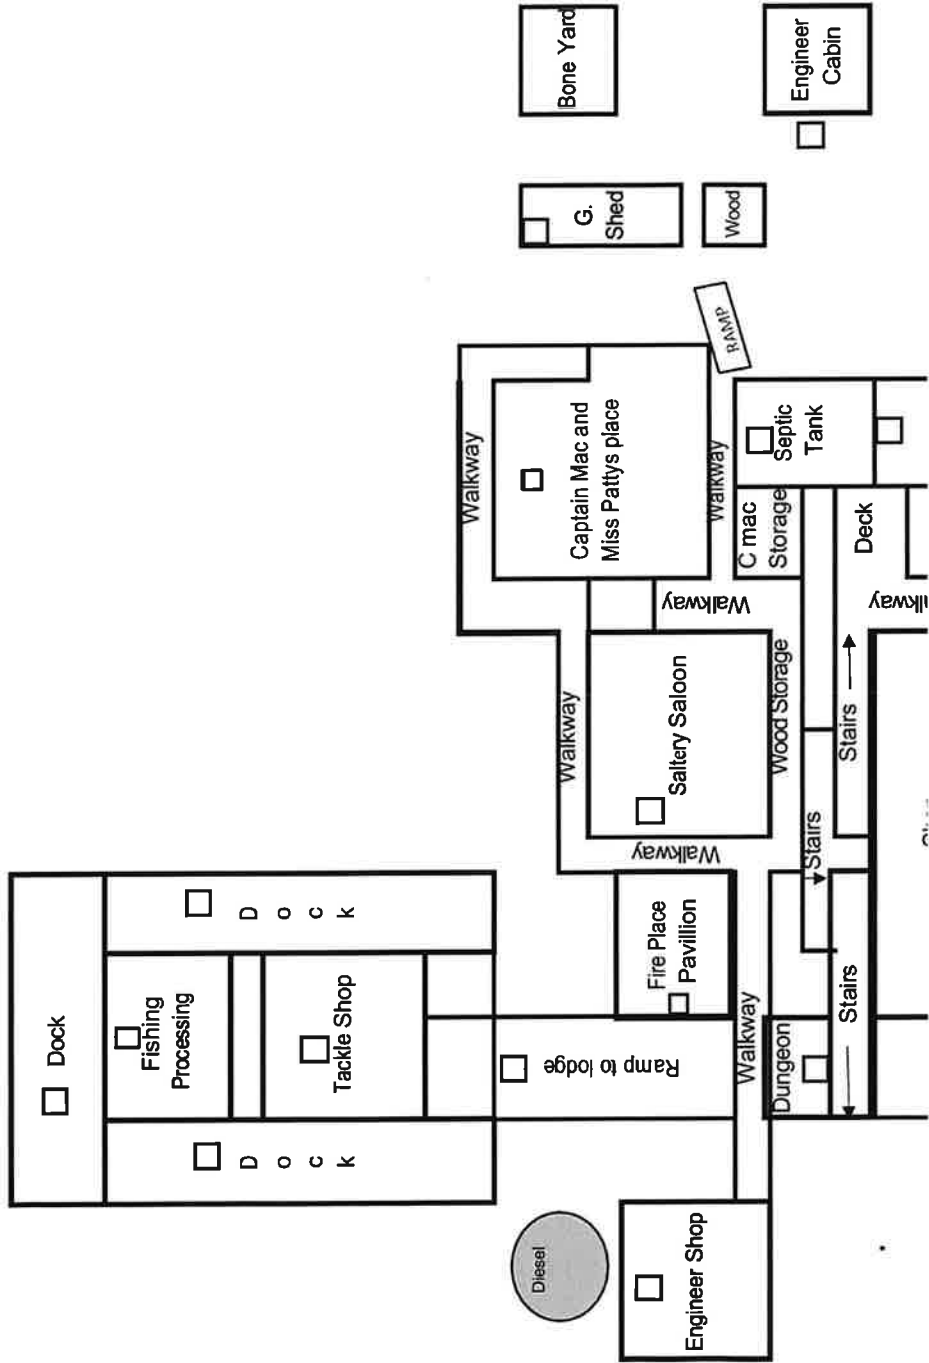 Dock
Fishing
Processing
D
o
c
k
D
o
c
k
Tackle Shop
Ramp to lodge
Diesel
Engineer Shop
Fire Place
Pavillion
Walkway
Walkway
Walkway
Saltery Saloon
Walkway
Captain Mac and
Miss Pattys place
Walkway
Walkway
Bone Yard
G.
Shed
Wood
RAMP
Engineer
Cabin
Dungeon
Wood Storage
C mac
Storage
Septic
Tank
Stairs
Stairs
Stairs
Deck